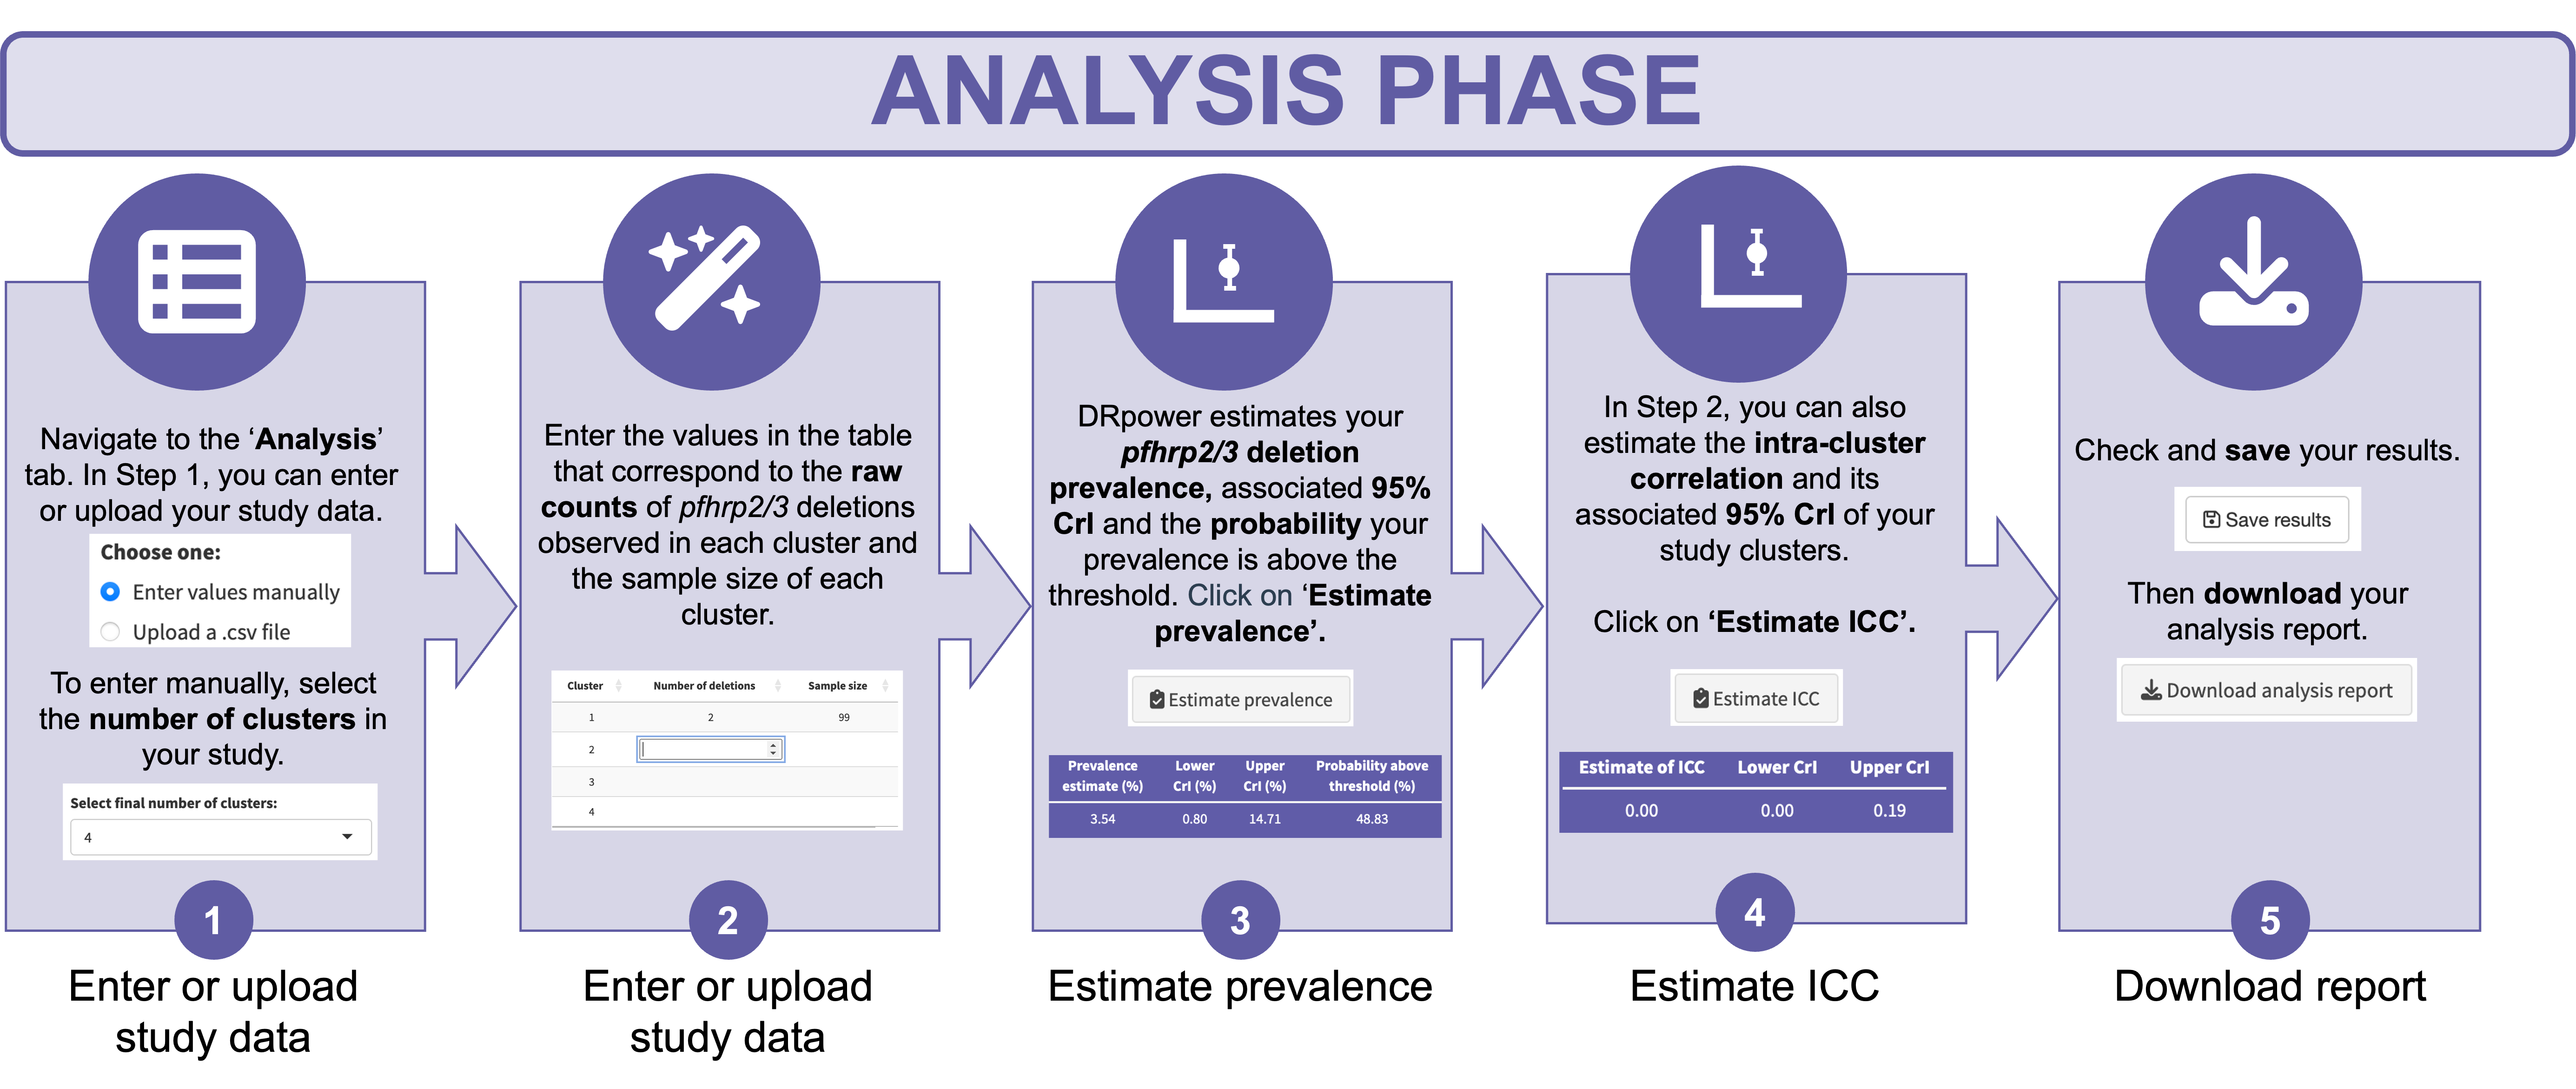 ANALYSIS PHASE
Navigate to the ‘Analysis’
tab. In Step 1, you can enter
or upload your study data.
Choose one:
Enter values manually
Upload a .csv file
To enter manually, select
the number of clusters in
your study.
Select final number of clusters:
4
1
Enter or upload
study data
Enter the values in the table
that correspond to the raw
counts of pfhrp2/3 deletions
observed in each cluster and
the sample size of each
cluster.
Cluster Number of deletions Sample size
1 2 99
2
3
4
2
Enter or upload
study data
DRpower estimates your
pfhrp2/3 deletion
prevalence, associated 95%
CrI and the probability your
prevalence is above the
threshold. Click on ‘Estimate
prevalence’.
Estimate prevalence
Prevalence Lower Upper Probability above
estimate (%) CrI (%) CrI (%) threshold (%)
3.54 0.80 14.71 48.83
3
Estimate prevalence
In Step 2, you can also
estimate the intra-cluster
correlation and its
associated 95% CrI of your
study clusters.
Click on ‘Estimate ICC’.
Estimate ICC
Estimate of ICC Lower CrI Upper CrI
0.00 0.00 0.19
4
Estimate ICC
Check and save your results.
Save results
Then download your
analysis report.
Download analysis report
5
Download report